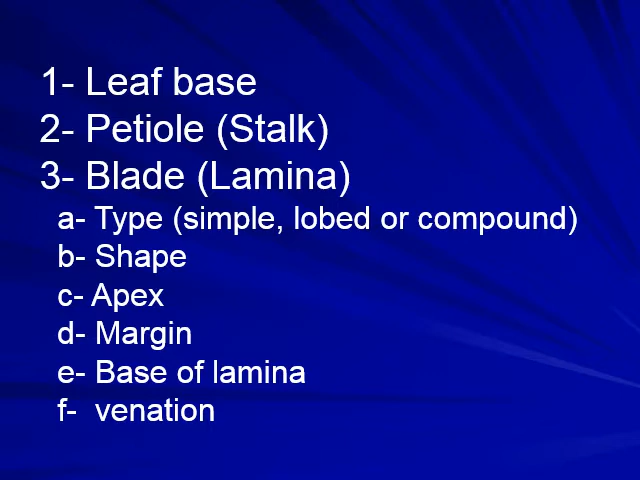 1- Leaf base
2- Petiole (Stalk)
3- Blade (Lamina)
a- Type (simple, lobed or compound)
b- Shape
c- Apex
d- Margin
e- Base of lamina
f- venation